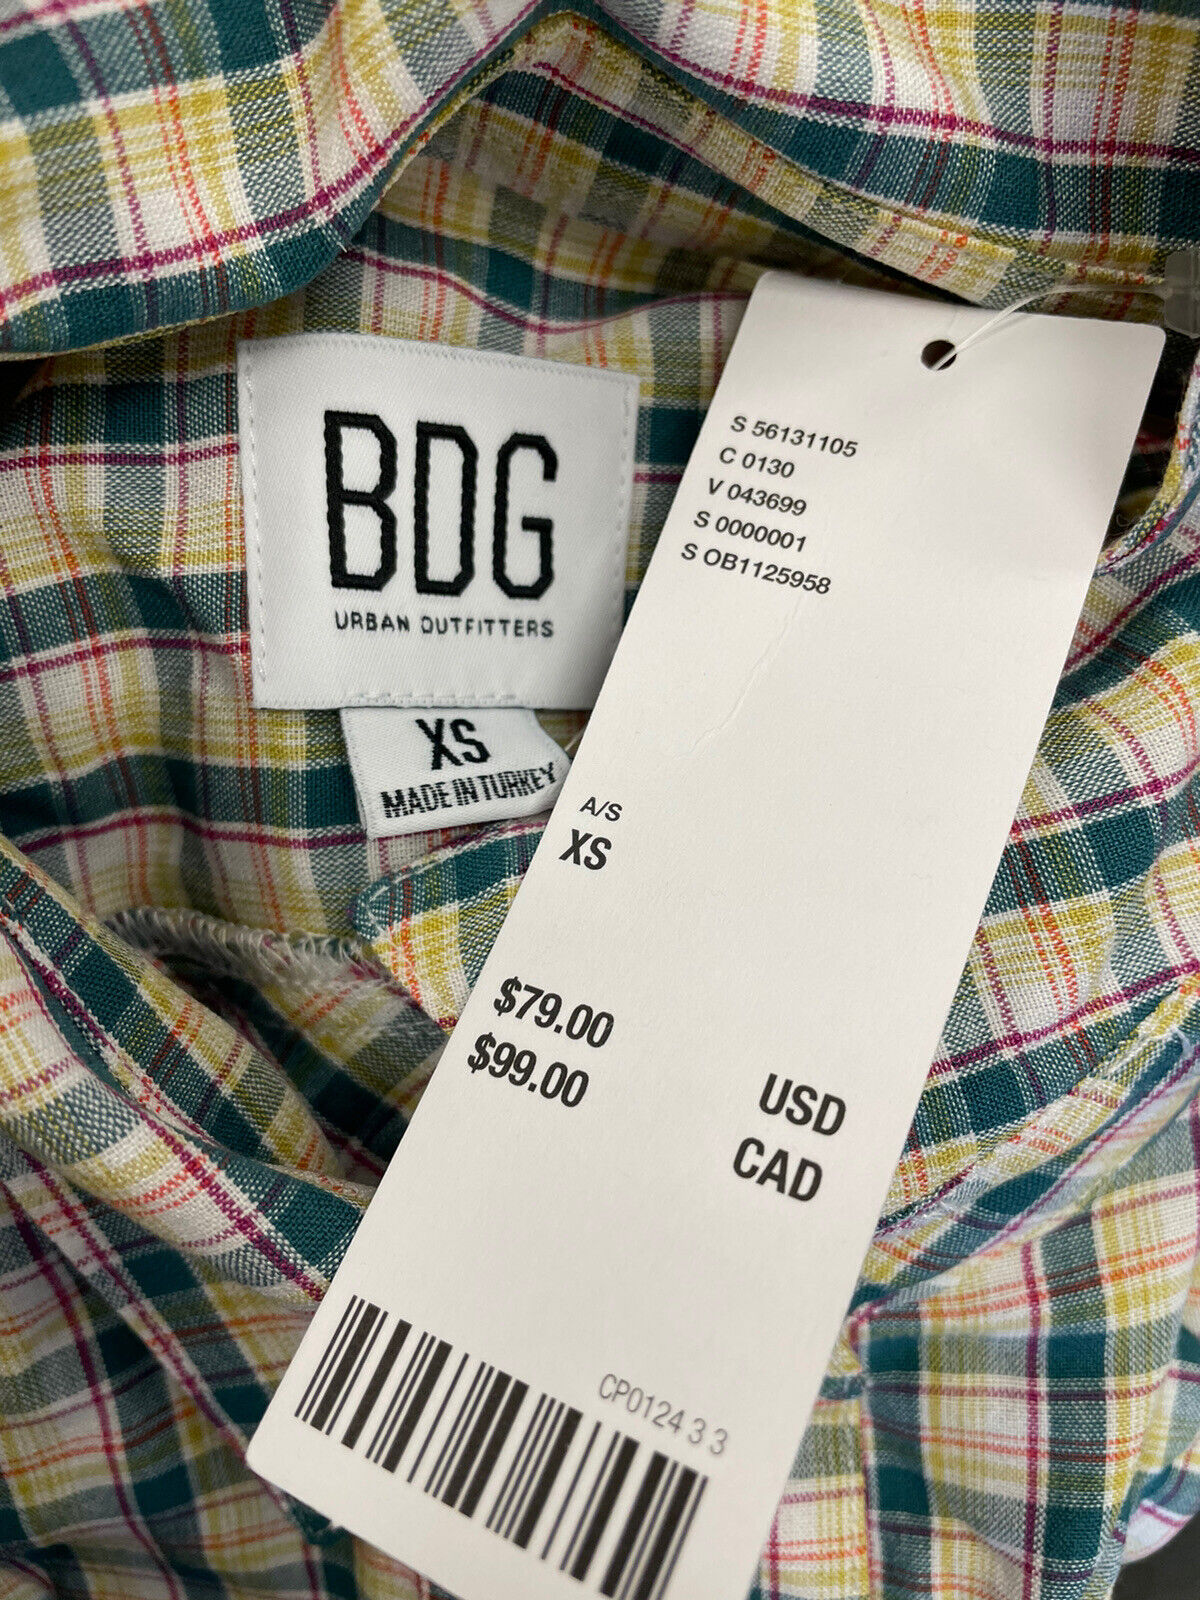 BDG
URBAN OUTFITTERS
XS
MADE IN TURKEY
S 56131105
C 0130
V 043699
S 0000001
S OB1125958
A/S
XS
$79.00 USD
$99.00 CAD
CP0124 3 3